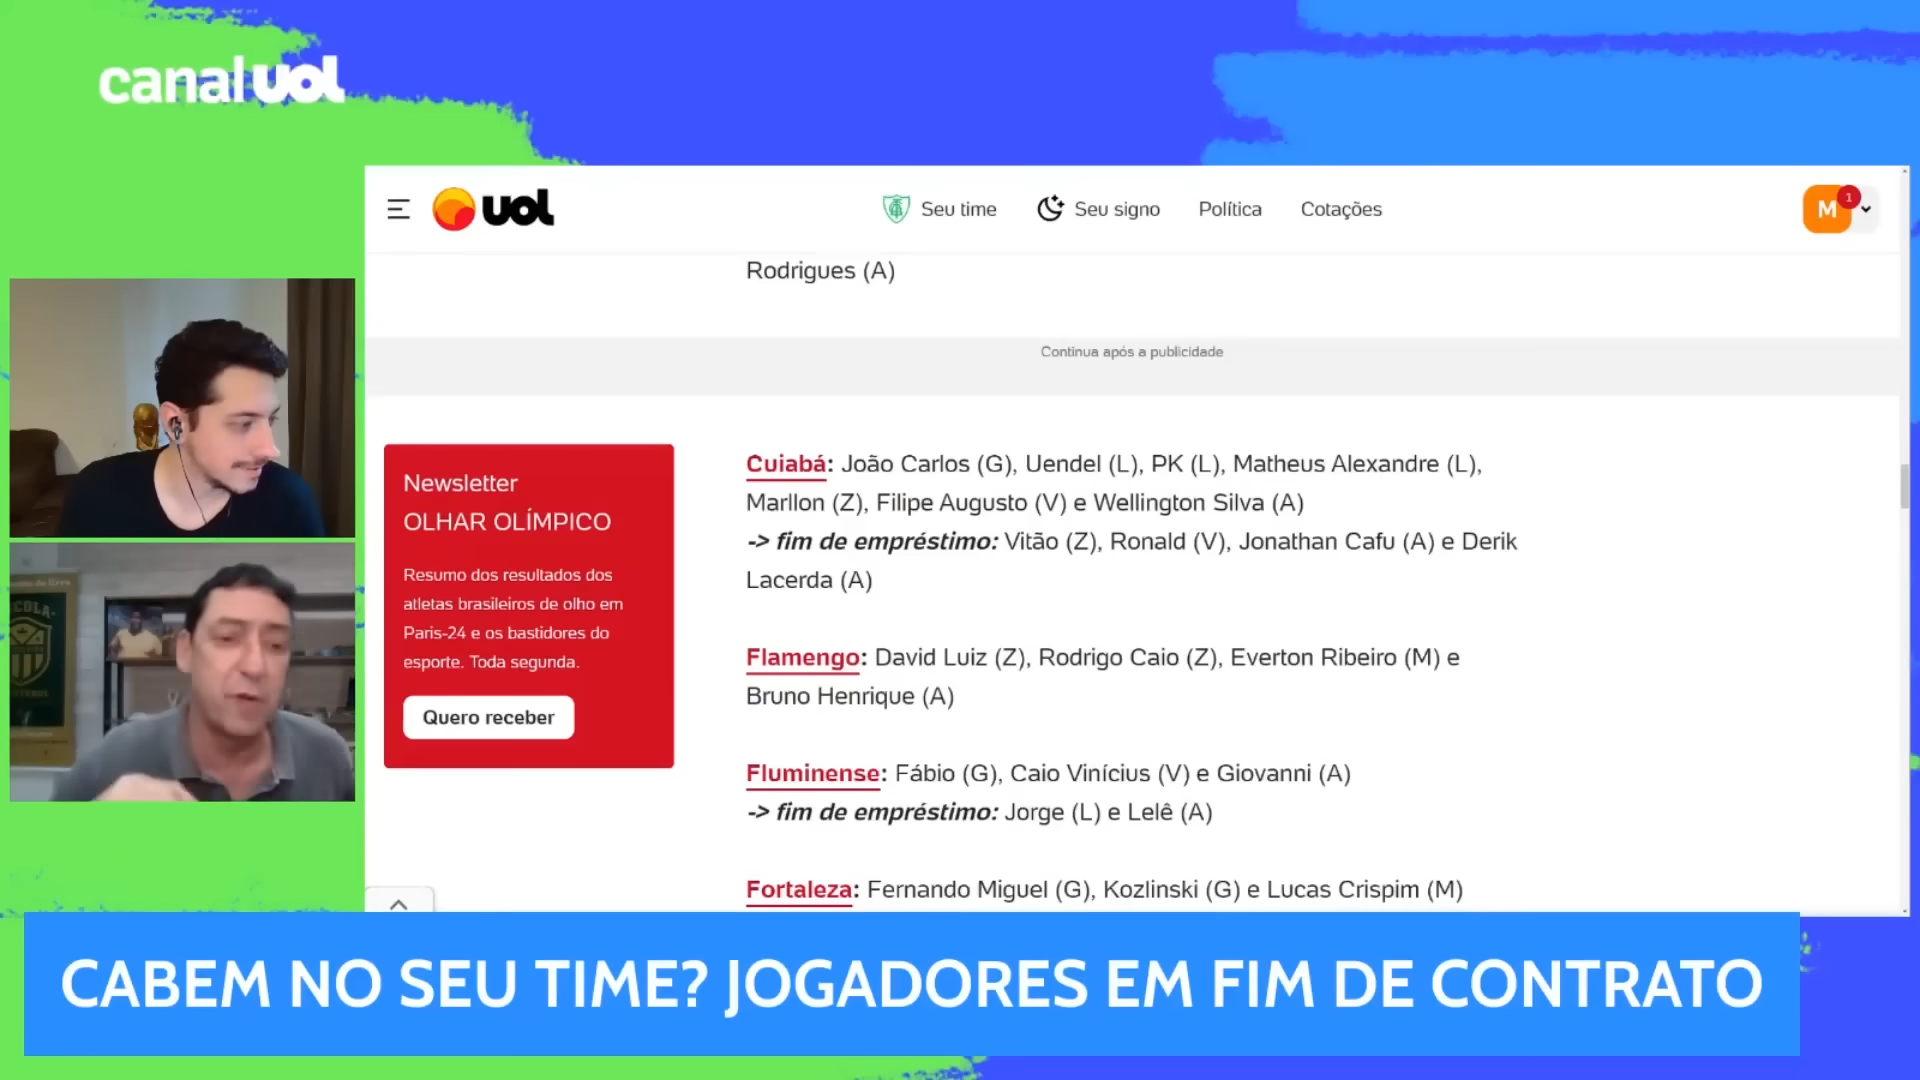 canal uol
uol
Seu time
Seu signo
Política
Cotações
M
1
Rodrigues (A)
Continua após a publicidade
Newsletter
OLHAR OLÍMPICO
Resumo dos resultados dos
atletas brasileiros de olho em
Paris-24 e os bastidores do
esporte. Toda segunda.
Quero receber
Cuiabá: João Carlos (G), Uendel (L), PK (L), Matheus Alexandre (L),
Marllon (Z), Filipe Augusto (V) e Wellington Silva (A)
-> fim de empréstimo: Vitão (Z), Ronald (V), Jonathan Cafu (A) e Derik
Lacerda (A)
Flamengo: David Luiz (Z), Rodrigo Caio (Z), Everton Ribeiro (M) e
Bruno Henrique (A)
Fluminense: Fábio (G), Caio Vinícius (V) e Giovanni (A)
-> fim de empréstimo: Jorge (L) e Lelê (A)
Fortaleza: Fernando Miguel (G), Kozlinski (G) e Lucas Crispim (M)
CABEM NO SEU TIME? JOGADORES EM FIM DE CONTRATO